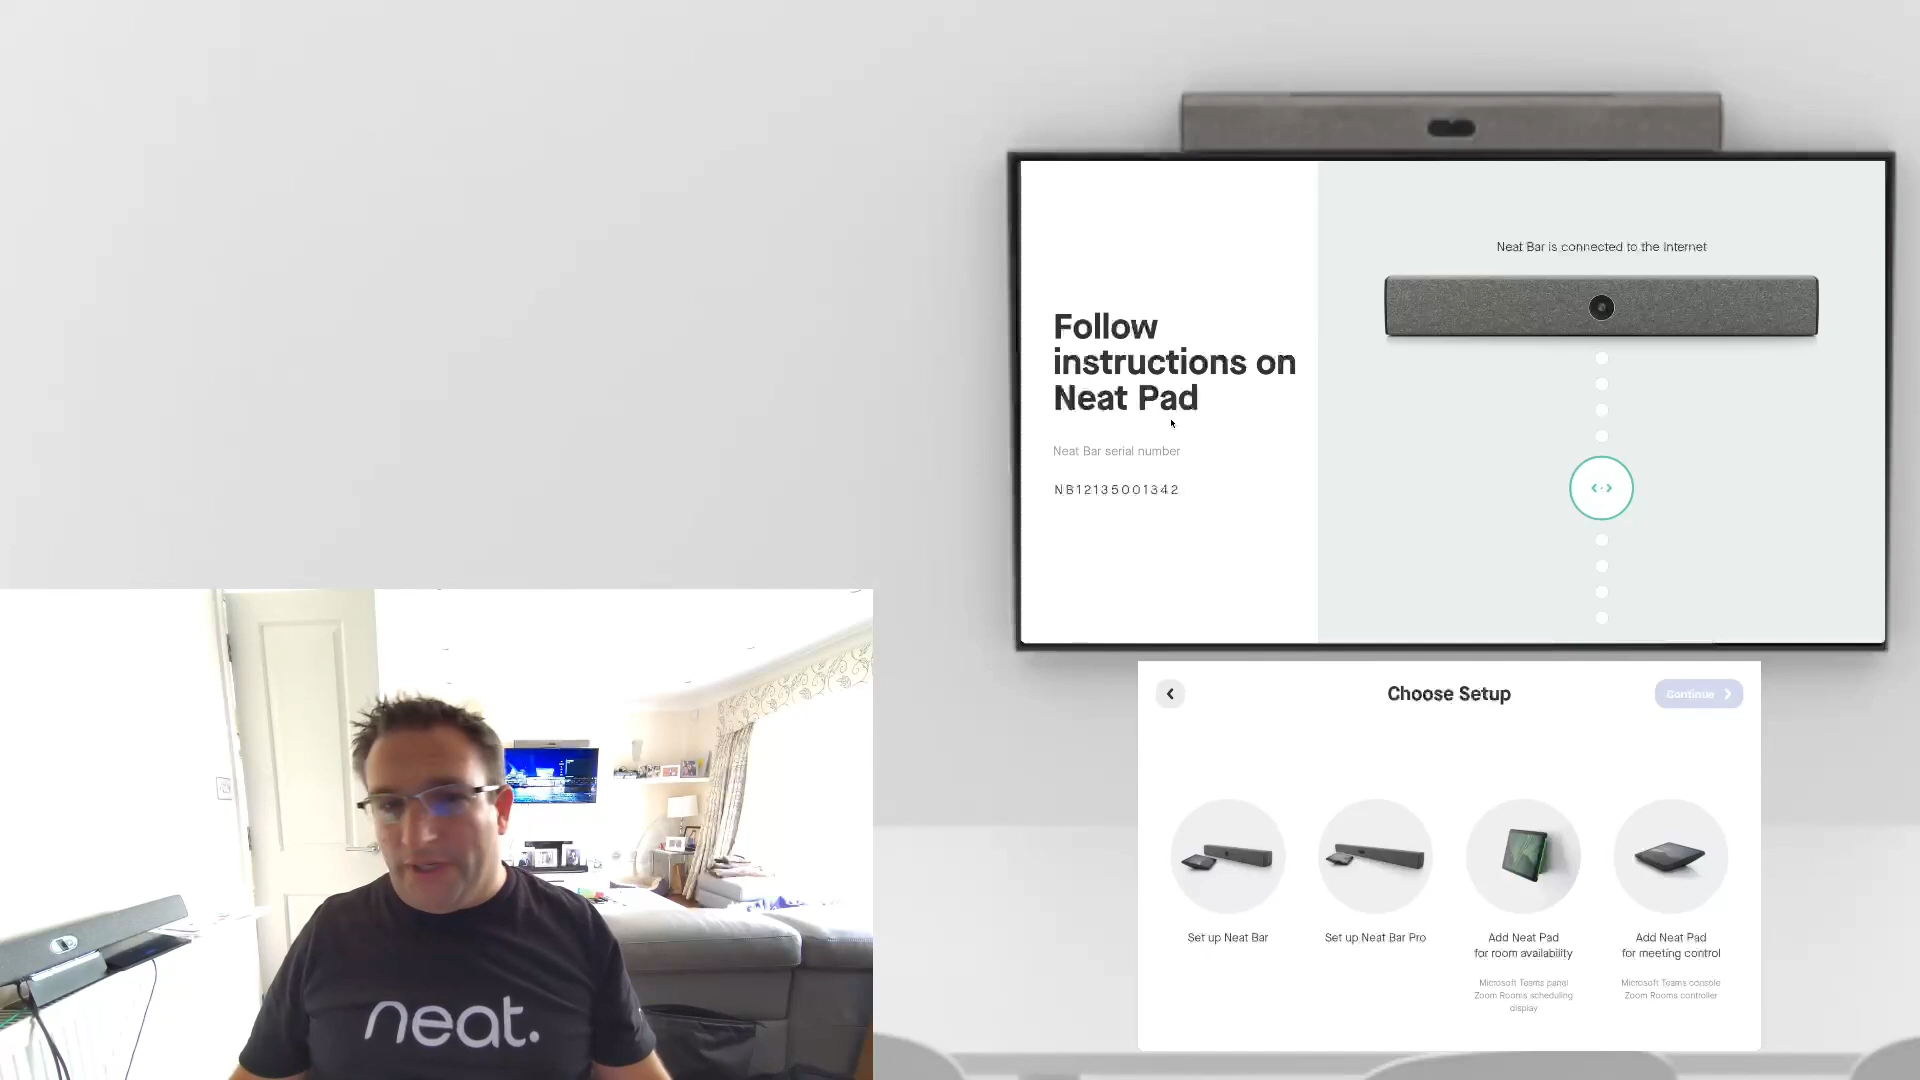 Neat Bar is connected to the Internet
Follow
instructions on
Neat Pad
Neat Bar serial number
NB12135001342
Choose Setup
Continue
Set up Neat Bar
Set up Neat Bar Pro
Add Neat Pad
for room availability
Microsoft Teams panel
Zoom Rooms scheduling
display
Add Neat Pad
for meeting control
Microsoft Teams console
Zoom Rooms controller
neat.